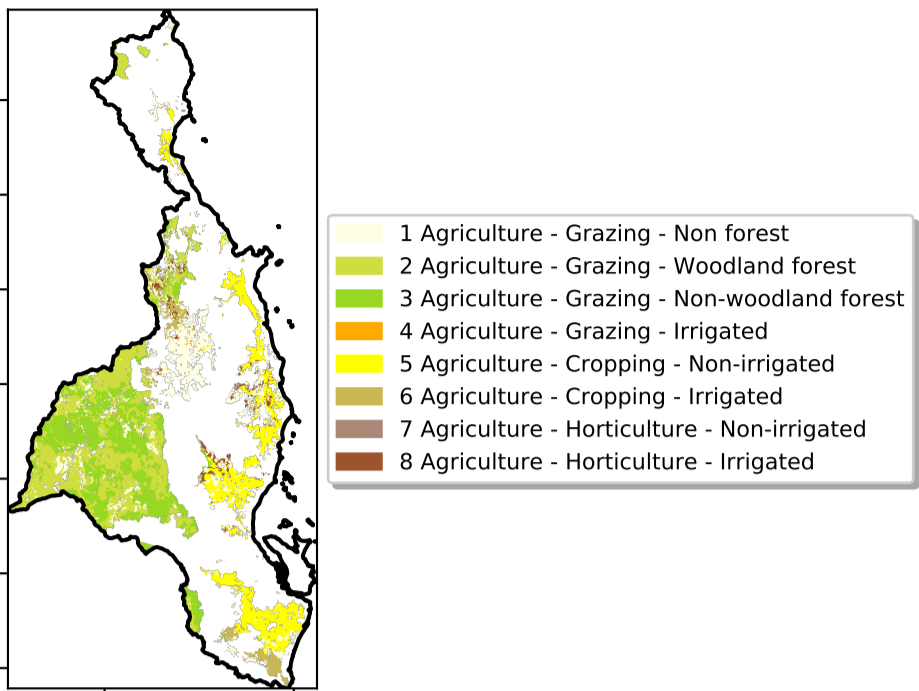 1 Agriculture - Grazing - Non forest
2 Agriculture - Grazing - Woodland forest
3 Agriculture - Grazing - Non-woodland forest
4 Agriculture - Grazing - Irrigated
5 Agriculture - Cropping - Non-irrigated
6 Agriculture - Cropping - Irrigated
7 Agriculture - Horticulture - Non-irrigated
8 Agriculture - Horticulture - Irrigated